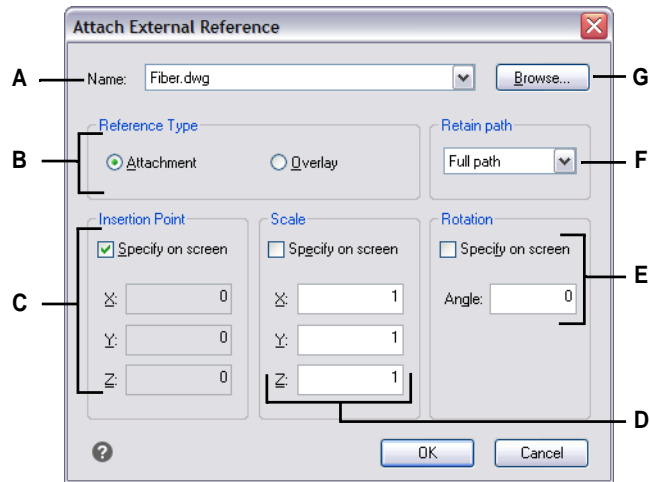 Attach External Reference
A
Name:
Fiber.dwg
Browse...
G
Reference Type
Retain path
B
Attachment
Overlay
Full path
F
Insertion Point
Scale
Rotation
Specify on screen
Specify on screen
Specify on screen
C
X: 0
X: 1
Angle: 0
E
Y: 0
Y: 1
Z: 0
Z: 1
D
?
OK
Cancel